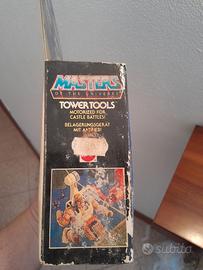 MASTERS
OF THE UNIVERSE
TOWER TOOLS
MOTORIZED FOR
CASTLE BATTLES!
BELAGERUNGSGERÄT
MIT ANTRIEB!
subito